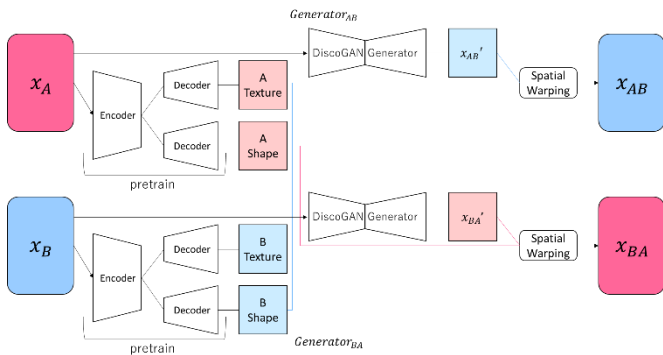 Generator_AB
x_A
Encoder
Decoder
Decoder
A
Texture
A
Shape
pretrain
DiscoGAN Generator
x_AB'
Spatial
Warping
x_AB
x_B
Encoder
Decoder
Decoder
B
Texture
B
Shape
pretrain
DiscoGAN Generator
x_BA'
Spatial
Warping
x_BA
Generator_BA